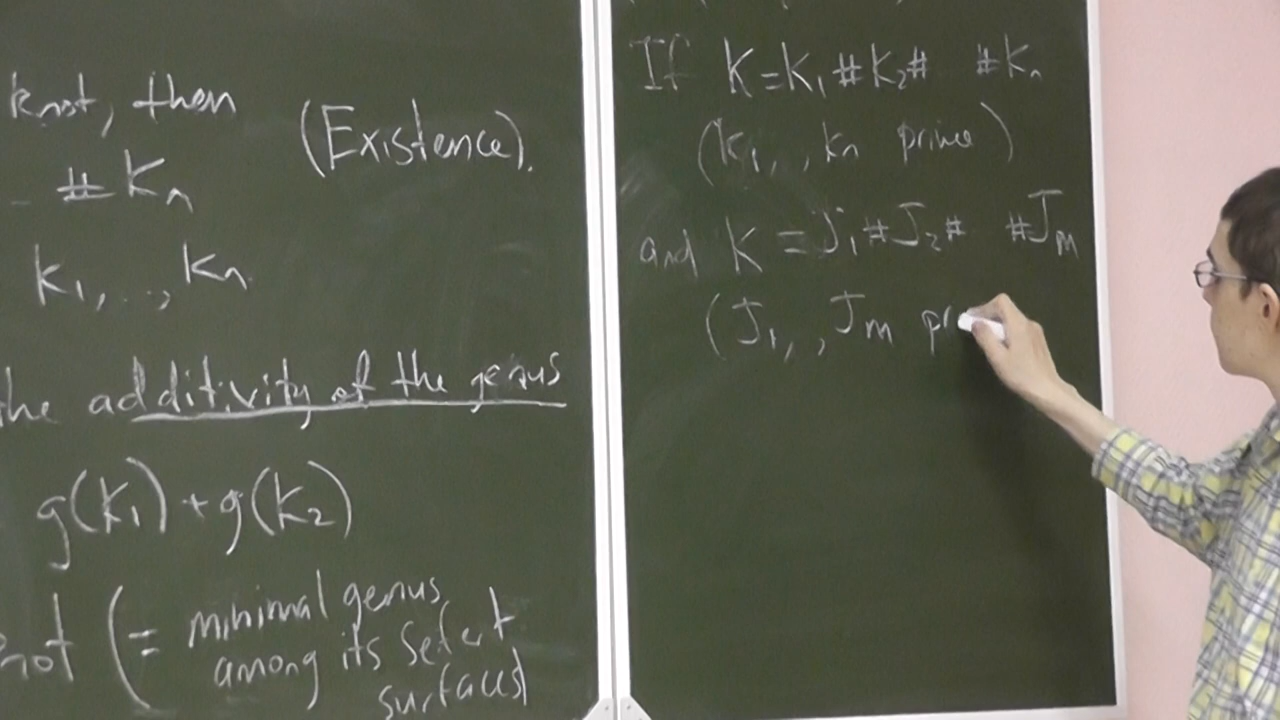 knot, then
(Existence).
# Kn
K1, .., Kn
the additivity of the genus
g(K1) + g(K2)
not (= minimal genus
among its Seifert
surfaces
If K = K1 # K2 # # Kn
(K1, , Kn prime)
and K = J1 # J2 # # Jm
(J1, , Jm pr